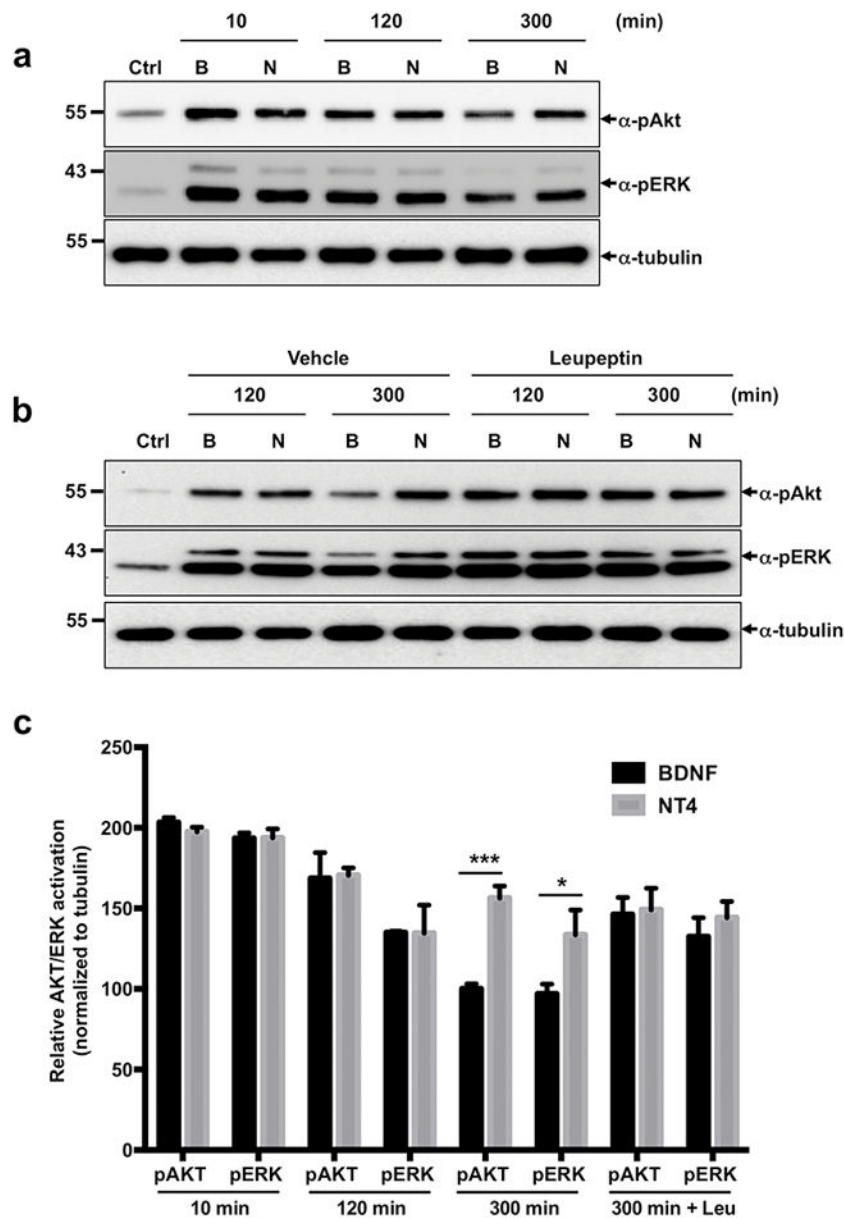 a
10 120 300 (min)
Ctrl B N B N B N
55 α-pAkt
43 α-pERK
55 α-tubulin
b
Vehcle Leupeptin
120 300 120 300 (min)
Ctrl B N B N B N B N
55 α-pAkt
43 α-pERK
55 α-tubulin
c
Relative AKT/ERK activation
(normalized to tubulin)
250
200
150
100
50
0
BDNF
NT4
*** *
pAKT pERK pAKT pERK pAKT pERK pAKT pERK
10 min 120 min 300 min 300 min + Leu